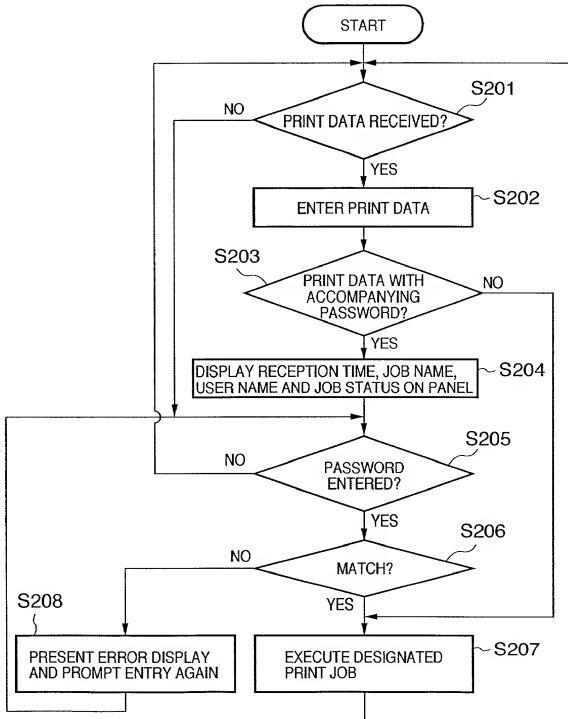 START
S201
NO
PRINT DATA RECEIVED?
YES
S202
ENTER PRINT DATA
S203
PRINT DATA WITH
ACCOMPANYING
PASSWORD?
NO
YES
S204
DISPLAY RECEPTION TIME, JOB NAME,
USER NAME AND JOB STATUS ON PANEL
S205
NO
PASSWORD
ENTERED?
YES
S206
NO
MATCH?
YES
S208
PRESENT ERROR DISPLAY
AND PROMPT ENTRY AGAIN
S207
EXECUTE DESIGNATED
PRINT JOB